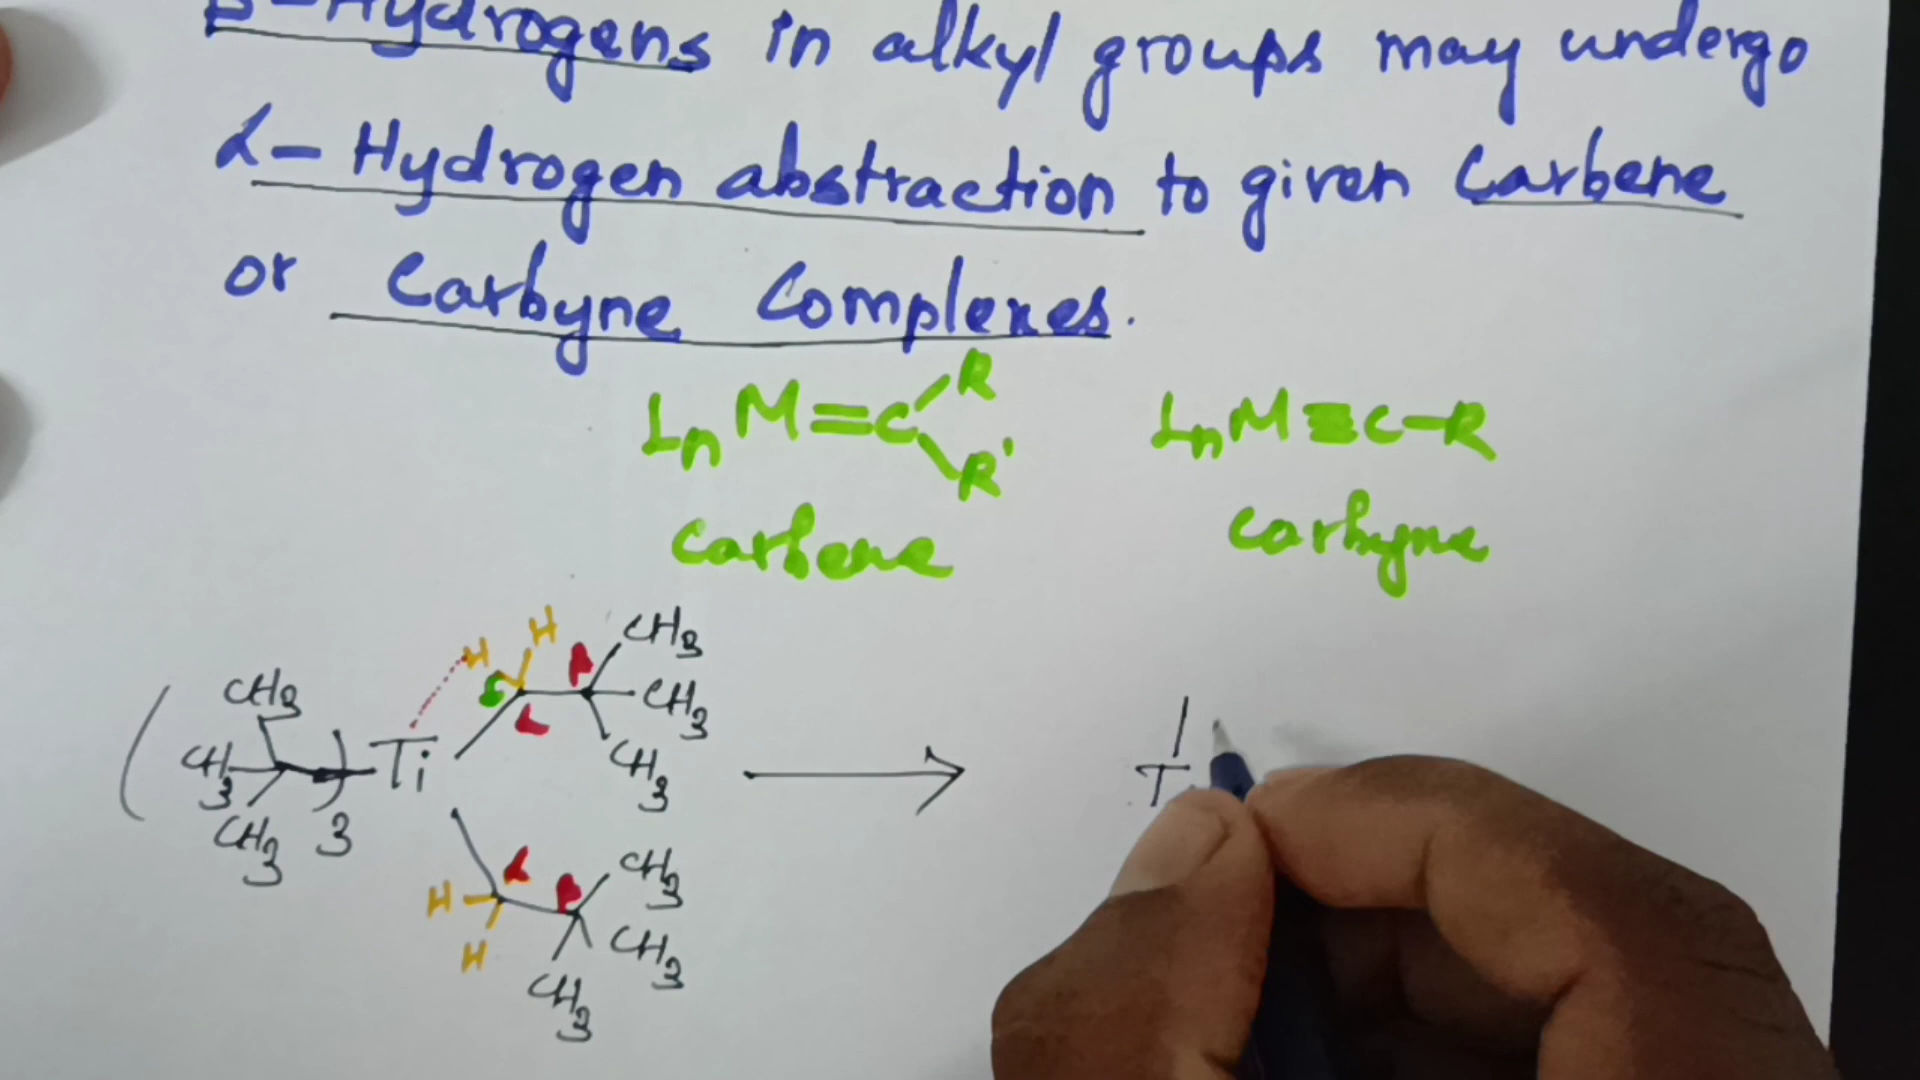 β-Hydrogens in alkyl groups may undergo
α-Hydrogen abstraction to given Carbene
or Carbyne Complexes.
LnM=C R R'
LnM≡C-R
carbene
carbyne
H H CH3
β
CH3 α CH3
CH3 ( )3 Ti CH3
CH3
α β CH3
H H CH3
CH3